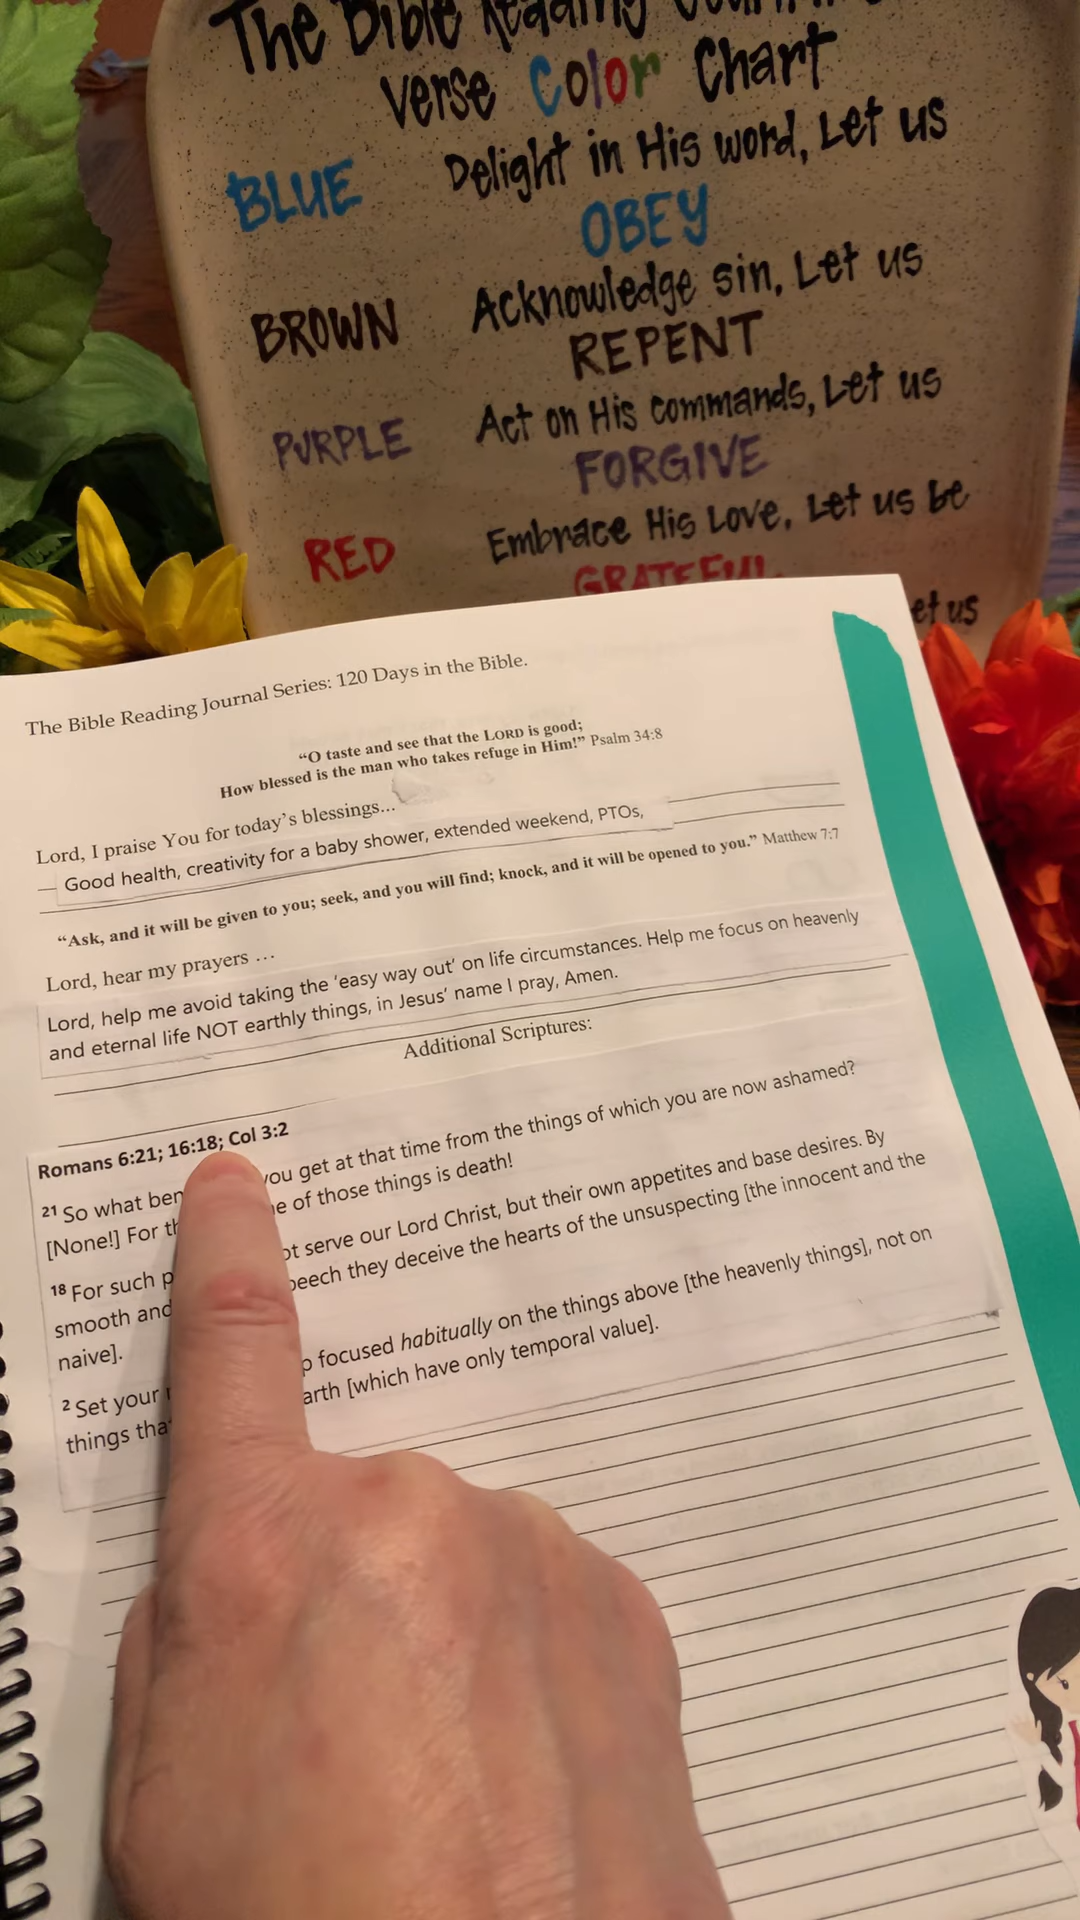 The Bible Reading
Verse Color Chart
BLUE Delight in His word, Let us
OBEY
BROWN Acknowledge sin, Let us
REPENT
PURPLE Act on His commands, Let us
FORGIVE
RED Embrace His Love, Let us be
GRATEFUL
et us
The Bible Reading Journal Series: 120 Days in the Bible.
“O taste and see that the LORD is good;
How blessed is the man who takes refuge in Him!” Psalm 34:8
Lord, I praise You for today’s blessings...
Good health, creativity for a baby shower, extended weekend, PTOs,
“Ask, and it will be given to you; seek, and you will find; knock, and it will be opened to you.” Matthew 7:7
Lord, hear my prayers ...
Lord, help me avoid taking the ‘easy way out’ on life circumstances. Help me focus on heavenly
and eternal life NOT earthly things, in Jesus’ name I pray, Amen.
Additional Scriptures:
Romans 6:21; 16:18; Col 3:2
21 So what ben you get at that time from the things of which you are now ashamed?
[None!] For th e of those things is death!
18 For such p ot serve our Lord Christ, but their own appetites and base desires. By
smooth and peech they deceive the hearts of the unsuspecting [the innocent and the
naive].
2 Set your p focused habitually on the things above [the heavenly things], not on
things tha arth [which have only temporal value].